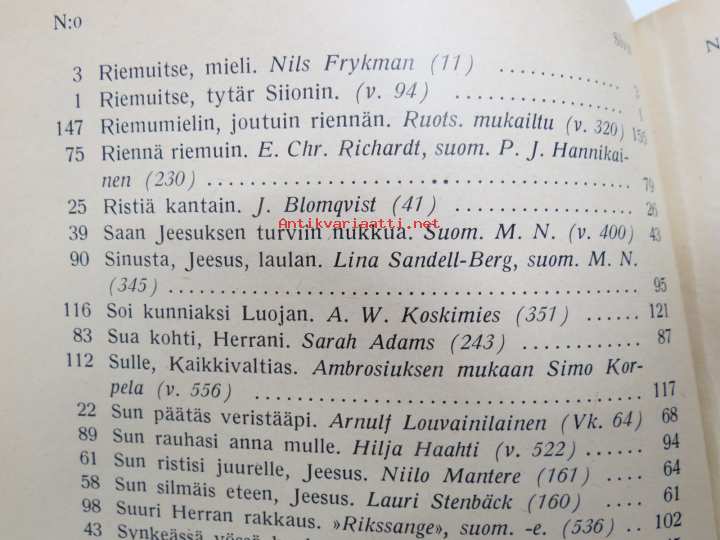 N:o
3 Riemuitse, mieli. Nils Frykman (11) . . . . . . . . . . . . 3
1 Riemuitse, tytär Siionin. (v. 94) . . . . . . . . . . . . . . . . 1
147 Riemumielin, joutuin riennän. Ruots. mukailtu (v. 320) 155
75 Riennä riemuin. E. Chr. Richardt, suom. P. J. Hannikai-
nen (230) . . . . . . . . . . . . . . . . . . . . . . . . . . . . . . . . . . 79
25 Ristiä kantain. J. Blomqvist (41) . . . . . . . . . . . . . . . . 26
Antikvariaatti.net
39 Saan Jeesuksen turviin nukkua. Suom. M. N. (v. 400) 43
90 Sinusta, Jeesus, laulan. Lina Sandell-Berg, suom. M. N.
(345) . . . . . . . . . . . . . . . . . . . . . . . . . . . . . . . . . . . . . 95
116 Soi kunniaksi Luojan. A. W. Koskimies (351) . . . . . . 121
83 Sua kohti, Herrani. Sarah Adams (243) . . . . . . . . . . 87
112 Sulle, Kaikkivaltias. Ambrosiuksen mukaan Simo Kor-
pela (v. 556) . . . . . . . . . . . . . . . . . . . . . . . . . . . . . . 117
22 Sun päätäs veristääpi. Arnulf Louvainilainen (Vk. 64) 68
89 Sun rauhasi anna mulle. Hilja Haahti (v. 522) . . . . . . 94
61 Sun ristisi juurelle, Jeesus. Niilo Mantere (161) . . . . 64
58 Sun silmäis eteen, Jeesus. Lauri Stenbäck (160) . . . . 61
98 Suuri Herran rakkaus. »Rikssange», suom. -e. (536) . . 102
43 Synkeässä yössä